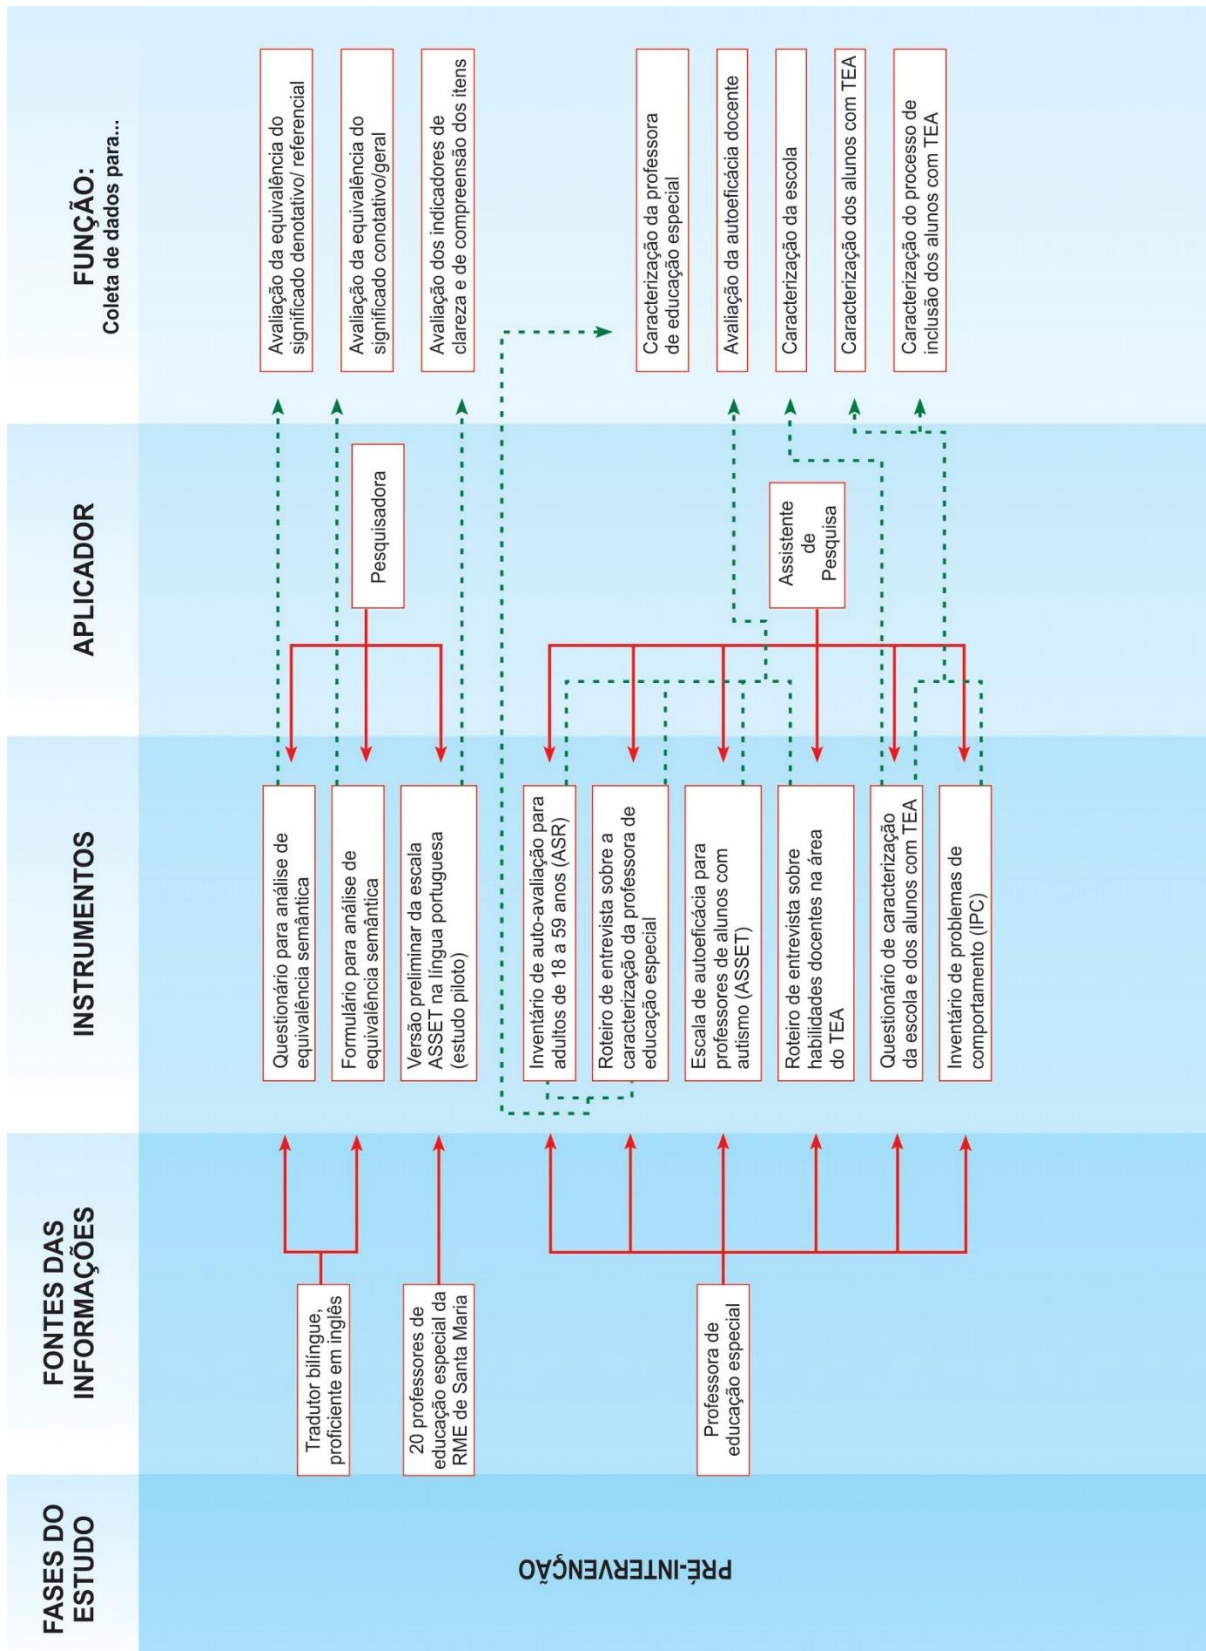 FASES DO
ESTUDO
FONTES DAS
INFORMAÇÕES
INSTRUMENTOS
APLICADOR
FUNÇÃO:
Coleta de dados para...
PRÉ-INTERVENÇÃO
Tradutor bilíngue,
proficiente em inglês
20 professores de
educação especial da
RME de Santa Maria
Professora de
educação especial
Questionário para análise de
equivalência semântica
Formulário para análise de
equivalência semântica
Versão preliminar da escala
ASSET na língua portuguesa
(estudo piloto)
Inventário de auto-avaliação para
adultos de 18 a 59 anos (ASR)
Roteiro de entrevista sobre a
caracterização da professora de
educação especial
Escala de autoeficácia para
professores de alunos com
autismo (ASSET)
Roteiro de entrevista sobre
habilidades docentes na área
do TEA
Questionário de caracterização
da escola e dos alunos com TEA
Inventário de problemas de
comportamento (IPC)
Pesquisadora
Assistente
de
Pesquisa
Avaliação da equivalência do
significado denotativo/ referencial
Avaliação da equivalência do
significado conotativo/geral
Avaliação dos indicadores de
clareza e de compreensão dos itens
Caracterização da professora
de educação especial
Avaliação da autoeficácia docente
Caracterização da escola
Caracterização dos alunos com TEA
Caracterização do processo de
inclusão dos alunos com TEA